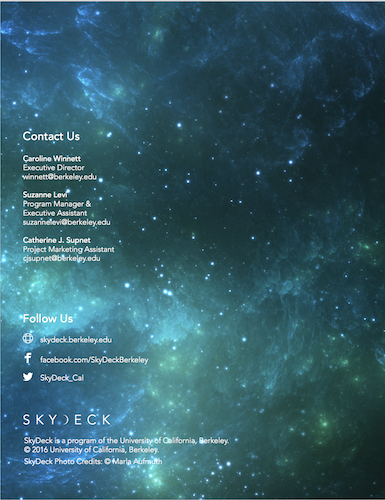 Contact Us
Caroline Winnett
Executive Director
winnett@berkeley.edu
Suzanne Levi
Program Manager &
Executive Assistant
suzannelevi@berkeley.edu
Catherine J. Supnet
Project Marketing Assistant
cjsupnet@berkeley.edu
Follow Us
skydeck.berkeley.edu
facebook.com/SkyDeckBerkeley
SkyDeck_Cal
SKYDECK
SkyDeck is a program of the University of California, Berkeley.
© 2016 University of California, Berkeley.
SkyDeck Photo Credits: © Marla Aufmuth